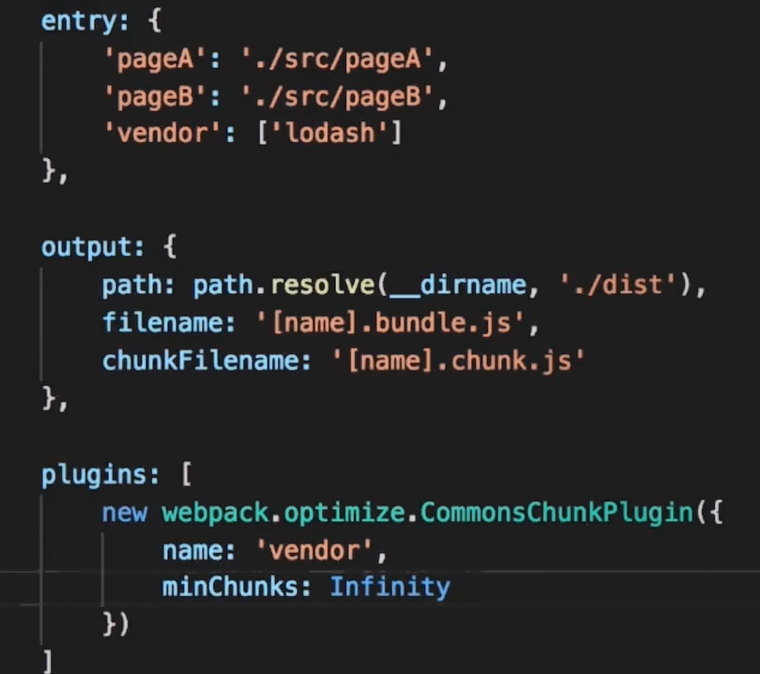 entry: {
'pageA': './src/pageA',
'pageB': './src/pageB',
'vendor': ['lodash']
},
output: {
path: path.resolve(__dirname, './dist'),
filename: '[name].bundle.js',
chunkFilename: '[name].chunk.js'
},
plugins: [
new webpack.optimize.CommonsChunkPlugin({
name: 'vendor',
minChunks: Infinity
})
]